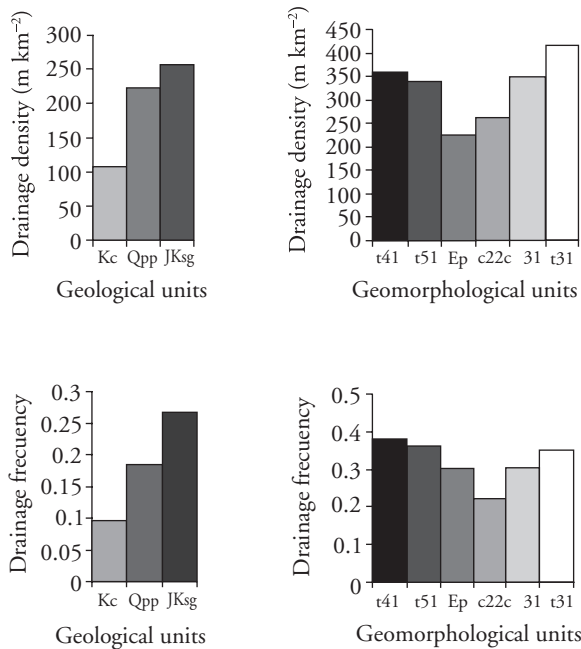 Drainage density (m km⁻²)
300
250
200
150
100
50
0
Kc Qpp JKsg
Geological units
Drainage density (m km⁻²)
450
400
350
350
250
200
150
100
50
0
t41 t51 Ep c22c 31 t31
Geomorphological units
Drainage frecuency
0.3
0.25
0.2
0.15
0.1
0.05
0
Kc Qpp JKsg
Geological units
Drainage frecuency
0.5
0.4
0.3
0.2
0.1
0
t41 t51 Ep c22c 31 t31
Geomorphological units